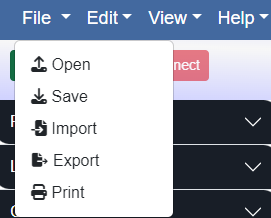 File Edit View Help
Open
Save
Import
Export
Print